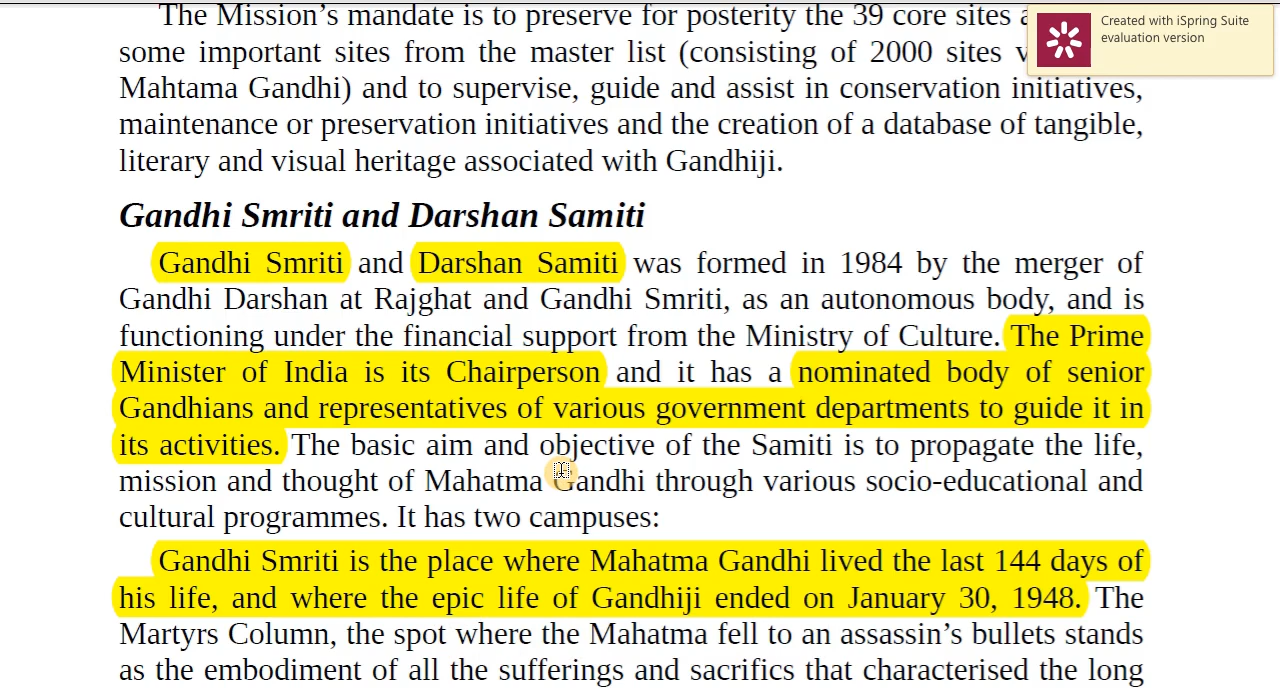 The Mission’s mandate is to preserve for posterity the 39 core sites
some important sites from the master list (consisting of 2000 sites
Mahtama Gandhi) and to supervise, guide and assist in conservation initiatives,
maintenance or preservation initiatives and the creation of a database of tangible,
literary and visual heritage associated with Gandhiji.
Gandhi Smriti and Darshan Samiti
Gandhi Smriti and Darshan Samiti was formed in 1984 by the merger of
Gandhi Darshan at Rajghat and Gandhi Smriti, as an autonomous body, and is
functioning under the financial support from the Ministry of Culture. The Prime
Minister of India is its Chairperson and it has a nominated body of senior
Gandhians and representatives of various government departments to guide it in
its activities. The basic aim and objective of the Samiti is to propagate the life,
mission and thought of Mahatma Gandhi through various socio-educational and
cultural programmes. It has two campuses:
Gandhi Smriti is the place where Mahatma Gandhi lived the last 144 days of
his life, and where the epic life of Gandhiji ended on January 30, 1948. The
Martyrs Column, the spot where the Mahatma fell to an assassin’s bullets stands
as the embodiment of all the sufferings and sacrifics that characterised the long
Created with iSpring Suite
evaluation version